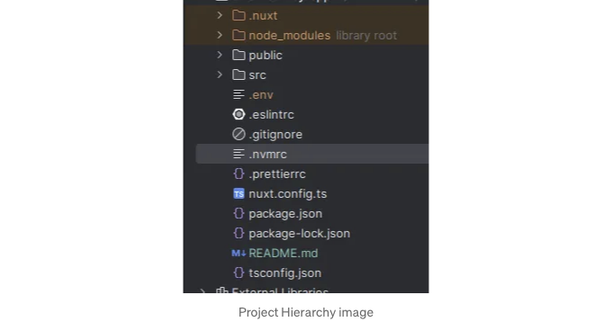 .nuxt
node_modules library root
public
src
.env
.eslintrc
.gitignore
.nvmrc
.prettierrc
TS nuxt.config.ts
{} package.json
{} package-lock.json
M↓ README.md
{} tsconfig.json
External Libraries
Project Hierarchy image